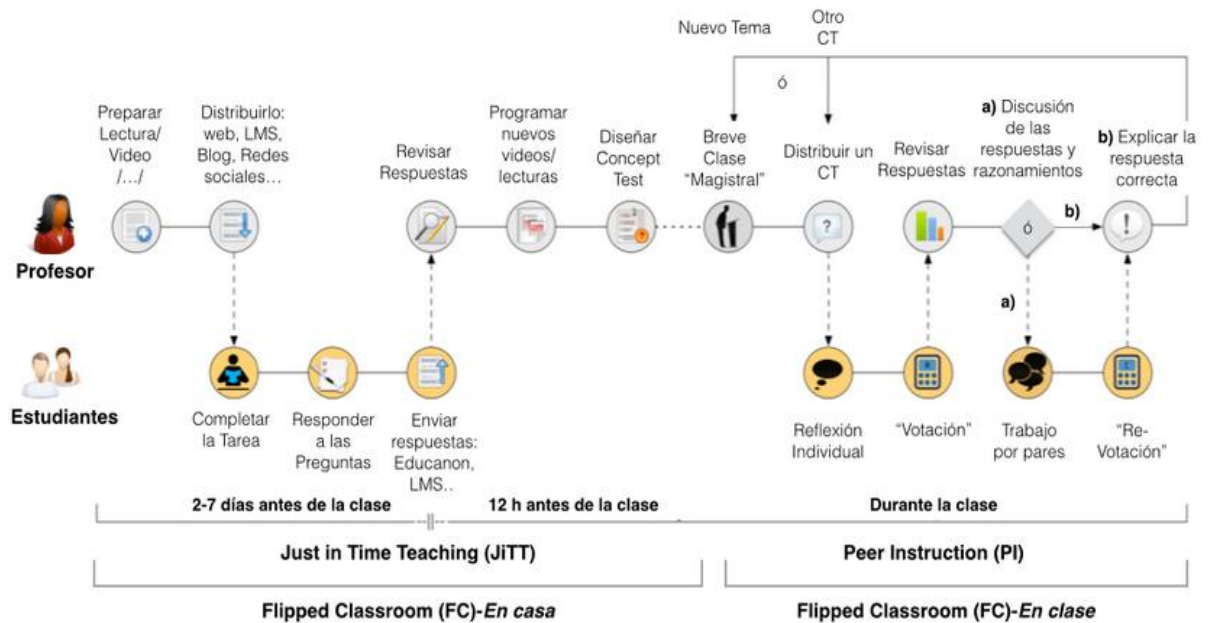 Nuevo Tema
Otro
CT
ó
Preparar
Lectura/
Video
/.../
Distribuirlo:
web, LMS,
Blog, Redes
sociales...
Revisar
Respuestas
Programar
nuevos
videos/
lecturas
Diseñar
Concept
Test
Breve
Clase
“Magistral”
Distribuir un
CT
Revisar
Respuestas
a) Discusión
de las
respuestas y
razonamientos
b) Explicar la
respuesta
correcta
?
ó
b)
!
Profesor
a)
Estudiantes
Completar
la Tarea
Responder
a las
Preguntas
Enviar
respuestas:
Educanon,
LMS..
Reflexión
Individual
“Votación”
Trabajo
por pares
“Re-
Votación”
2-7 días antes de la clase
12 h antes de la clase
Durante la clase
Just in Time Teaching (JiTT)
Peer Instruction (PI)
Flipped Classroom (FC)-En casa
Flipped Classroom (FC)-En clase